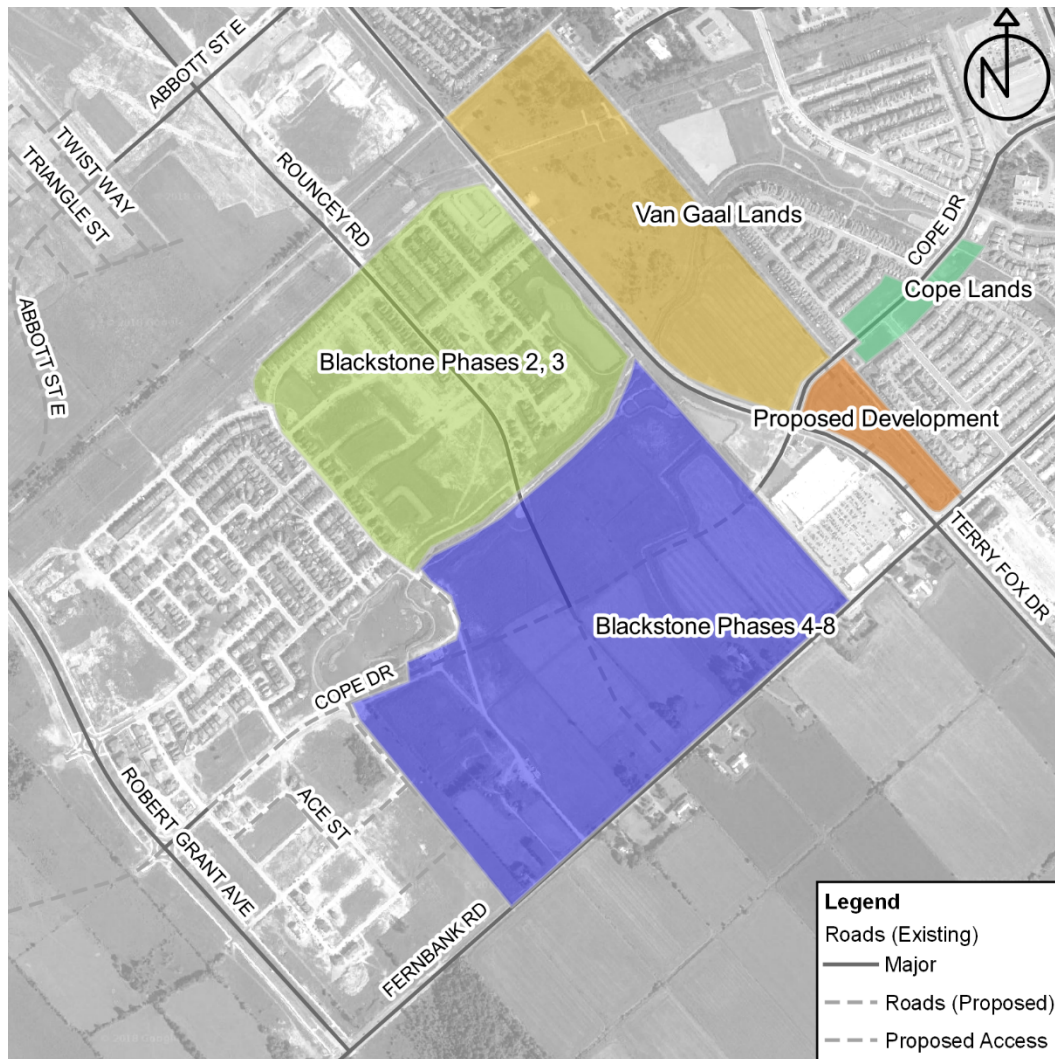 ABBOTT ST E
N
TWIST WAY
TRIANGLE ST
ROUNCEY RD
Van Gaal Lands
COPE DR
Cope Lands
ABBOTT ST E
Blackstone Phases 2, 3
Proposed Development
TERRY FOX DR
Blackstone Phases 4-8
COPE DR
ROBERT GRANT AVE
ACE ST
FERNBANK RD
Legend
Roads (Existing)
Major
Roads (Proposed)
Proposed Access